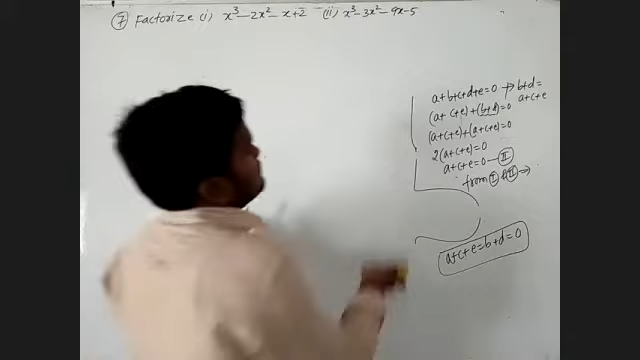 ⑦ Factorize (i) x³-2x²-x+2 (ii) x³-3x²-9x-5
a+b+c+d+e=0 → b+d=
a+c+e
(a+c+e)+(b+d)=0
(a+c+e)+(a+c+e)=0
2(a+c+e)=0
a+c+e=0-Ⅱ
from Ⅰ & Ⅱ ⇒
a+c+e=b+d=0